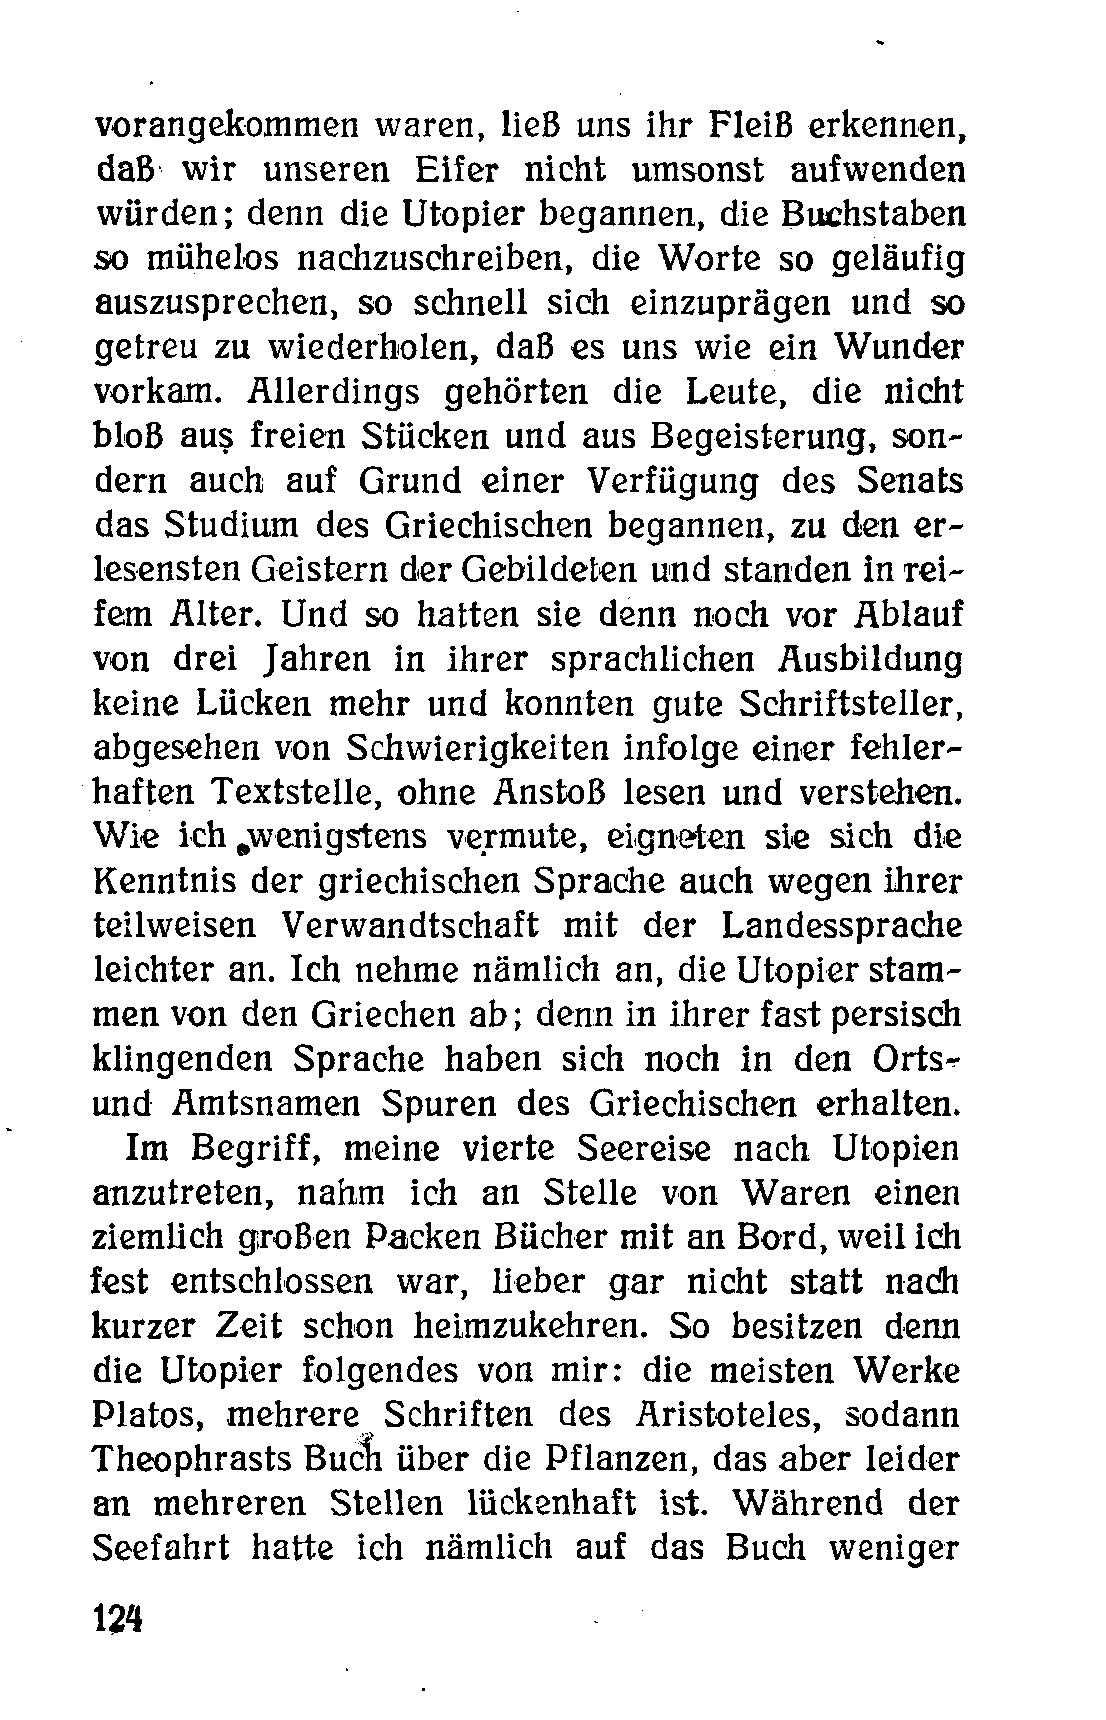 vorangekommen waren, ließ uns ihr Fleiß erkennen,
daß wir unseren Eifer nicht umsonst aufwenden
würden; denn die Utopier begannen, die Buchstaben
so mühelos nachzuschreiben, die Worte so geläufig
auszusprechen, so schnell sich einzuprägen und so
getreu zu wiederholen, daß es uns wie ein Wunder
vorkam. Allerdings gehörten die Leute, die nicht
bloß aus freien Stücken und aus Begeisterung, son-
dern auch auf Grund einer Verfügung des Senats
das Studium des Griechischen begannen, zu den er-
lesensten Geistern der Gebildeten und standen in rei-
fem Alter. Und so hatten sie denn noch vor Ablauf
von drei Jahren in ihrer sprachlichen Ausbildung
keine Lücken mehr und konnten gute Schriftsteller,
abgesehen von Schwierigkeiten infolge einer fehler-
haften Textstelle, ohne Anstoß lesen und verstehen.
Wie ich wenigstens vermute, eigneten sie sich die
Kenntnis der griechischen Sprache auch wegen ihrer
teilweisen Verwandtschaft mit der Landessprache
leichter an. Ich nehme nämlich an, die Utopier stam-
men von den Griechen ab; denn in ihrer fast persisch
klingenden Sprache haben sich noch in den Orts-
und Amtsnamen Spuren des Griechischen erhalten.
Im Begriff, meine vierte Seereise nach Utopien
anzutreten, nahm ich an Stelle von Waren einen
ziemlich großen Packen Bücher mit an Bord, weil ich
fest entschlossen war, lieber gar nicht statt nach
kurzer Zeit schon heimzukehren. So besitzen denn
die Utopier folgendes von mir: die meisten Werke
Platos, mehrere Schriften des Aristoteles, sodann
Theophrasts Buch über die Pflanzen, das aber leider
an mehreren Stellen lückenhaft ist. Während der
Seefahrt hatte ich nämlich auf das Buch weniger
124